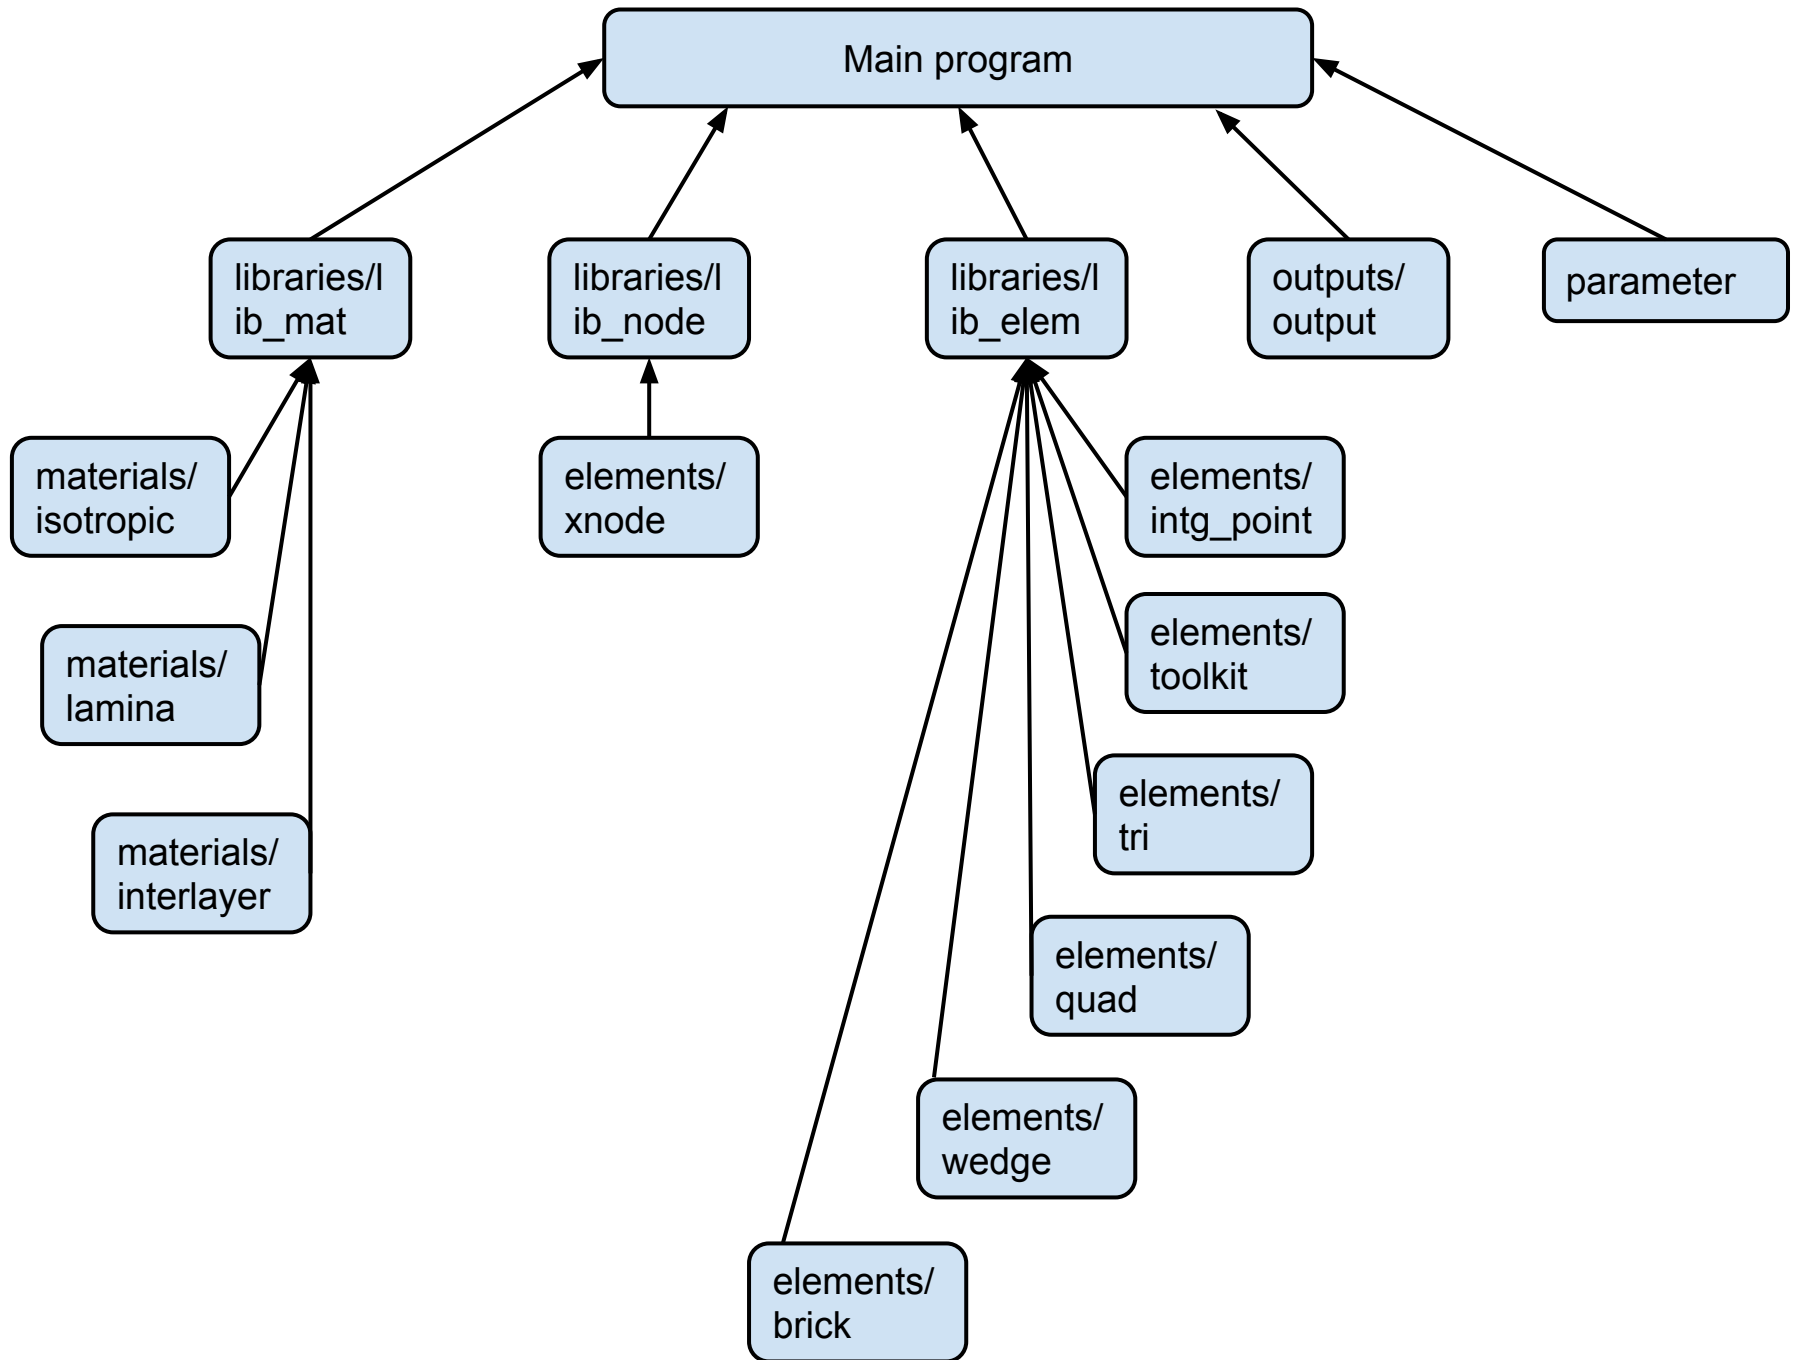 Main program
libraries/l
ib_mat
libraries/l
ib_node
libraries/l
ib_elem
outputs/
output
parameter
materials/
isotropic
elements/
xnode
elements/
intg_point
elements/
toolkit
materials/
lamina
elements/
tri
materials/
interlayer
elements/
quad
elements/
wedge
elements/
brick